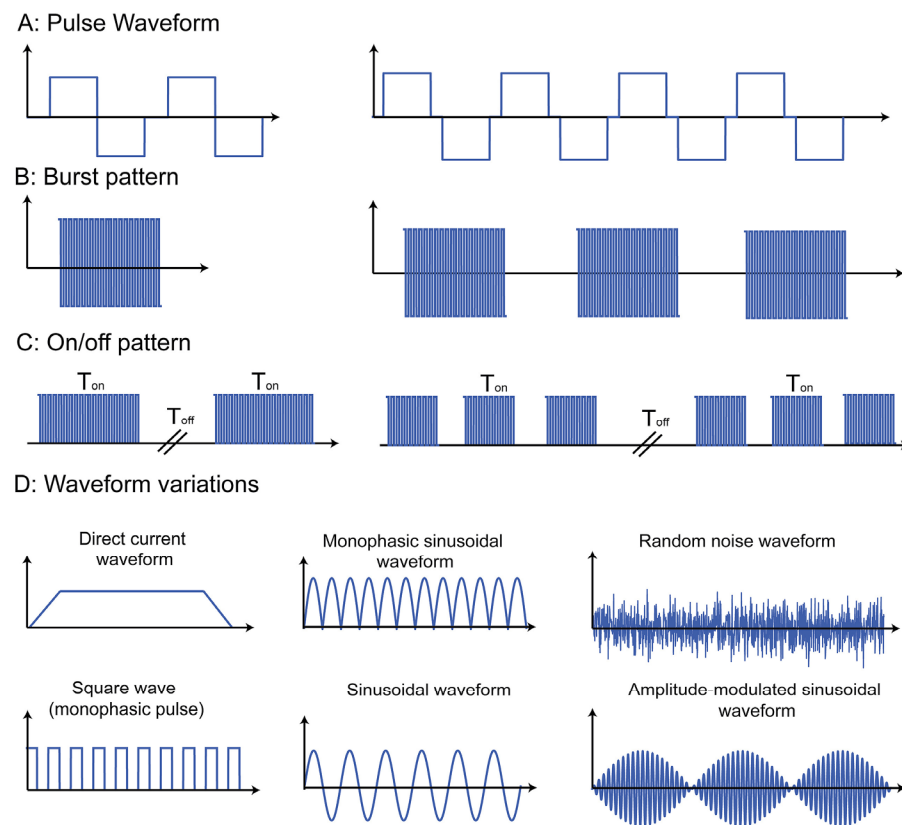 A: Pulse Waveform
B: Burst pattern
C: On/off pattern
Ton
Toff
Ton
Ton
Toff
Ton
D: Waveform variations
Direct current
waveform
Monophasic sinusoidal
waveform
Random noise waveform
Square wave
(monophasic pulse)
Sinusoidal waveform
Amplitude-modulated sinusoidal
waveform